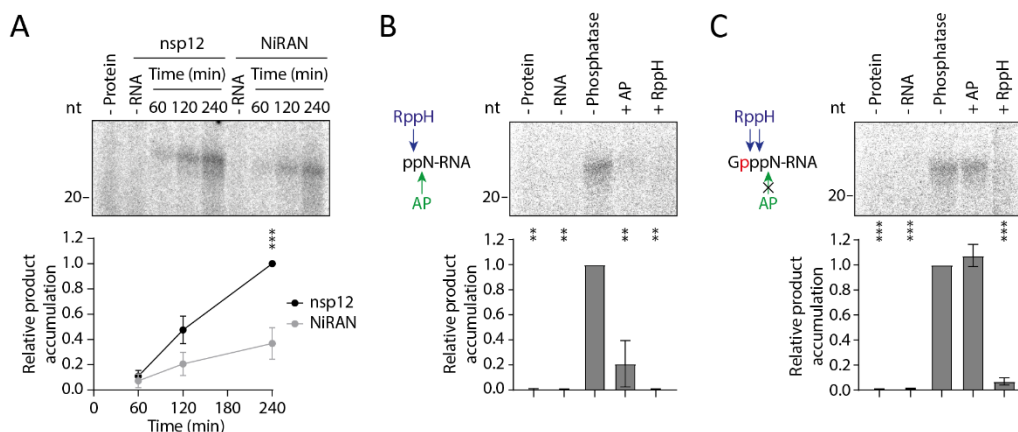 A
nsp12 NiRAN
- Protein
- RNA
Time (min)
- RNA
Time (min)
nt 60 120 240 60 120 240
20-
Relative product accumulation
1.2
1.0
0.8
0.6
0.4
0.2
0.0
***
nsp12
NiRAN
0 60 120 180 240
Time (min)
B
RppH
ppN-RNA
AP
nt
- Protein
- RNA
- Phosphatase
+ AP
+ RppH
20-
** ** ** **
Relative product accumulation
1.2
1.0
0.8
0.6
0.4
0.2
0.0
C
RppH
GpppN-RNA
AP
nt
- Protein
- RNA
- Phosphatase
+ AP
+ RppH
20-
*** *** ***
Relative product accumulation
1.2
1.0
0.8
0.6
0.4
0.2
0.0